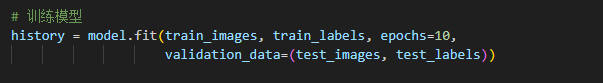 # 训练模型
history = model.fit(train_images, train_labels, epochs=10,
validation_data=(test_images, test_labels))